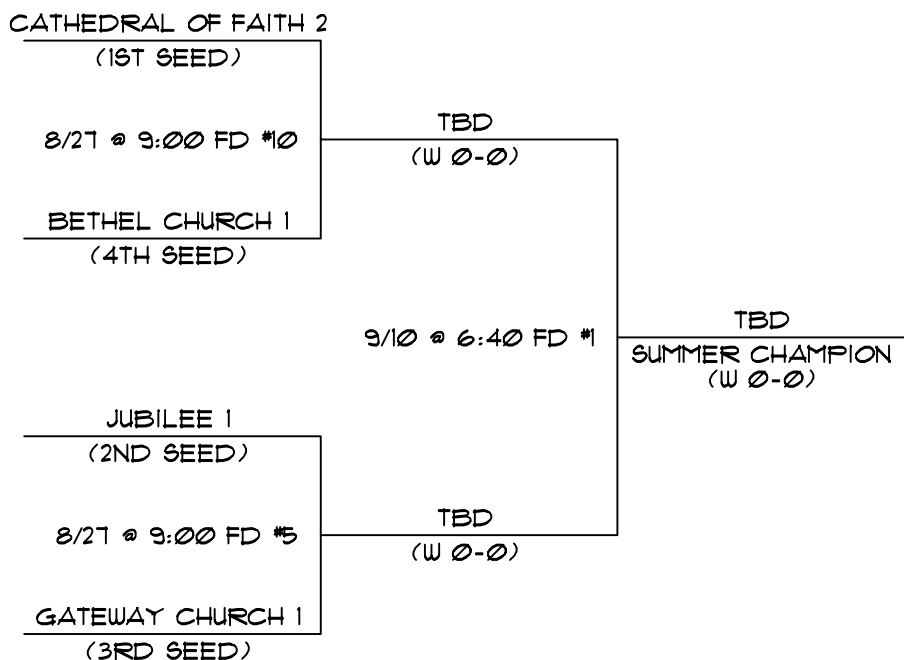 CATHEDRAL OF FAITH 2
(1ST SEED)
8/27 @ 9:00 FD #10
BETHEL CHURCH 1
(4TH SEED)
TBD
(W 0-0)
9/10 @ 6:40 FD #1
TBD
SUMMER CHAMPION
(W 0-0)
JUBILEE 1
(2ND SEED)
8/27 @ 9:00 FD #5
GATEWAY CHURCH 1
(3RD SEED)
TBD
(W 0-0)